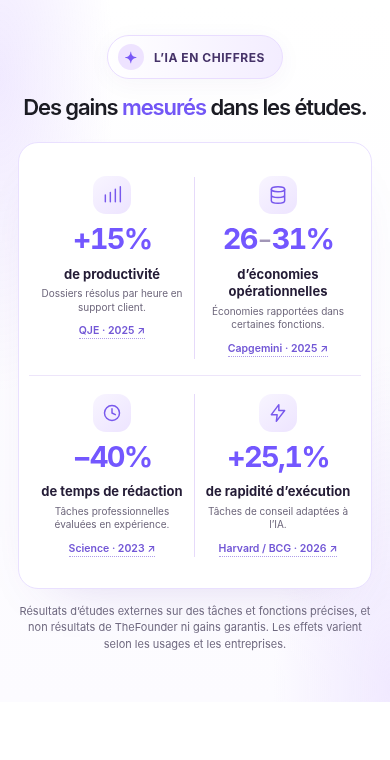 L'IA EN CHIFFRES
Des gains mesurés dans les études.
+15%
de productivité
Dossiers résolus par heure en
support client.
QJE · 2025 ↗
26–31%
d’économies
opérationnelles
Économies rapportées dans
certaines fonctions.
Capgemini · 2025 ↗
−40%
de temps de rédaction
Tâches professionnelles
évaluées en expérience.
Science · 2023 ↗
+25,1%
de rapidité d’exécution
Tâches de conseil adaptées à
l’IA.
Harvard / BCG · 2026 ↗
Résultats d’études externes sur des tâches et fonctions précises, et
non résultats de TheFounder ni gains garantis. Les effets varient
selon les usages et les entreprises.